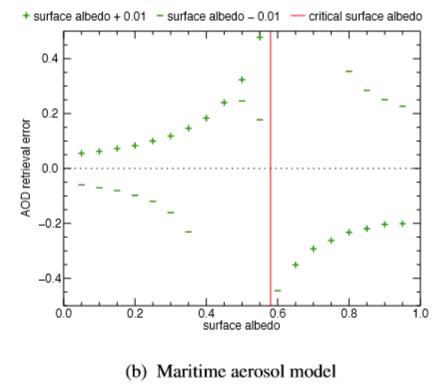 + surface albedo + 0.01 − surface albedo − 0.01 — critical surface albedo
0.4
0.2
0.0
−0.2
−0.4
AOD retrieval error
0.0 0.2 0.4 0.6 0.8 1.0
surface albedo
(b) Maritime aerosol model